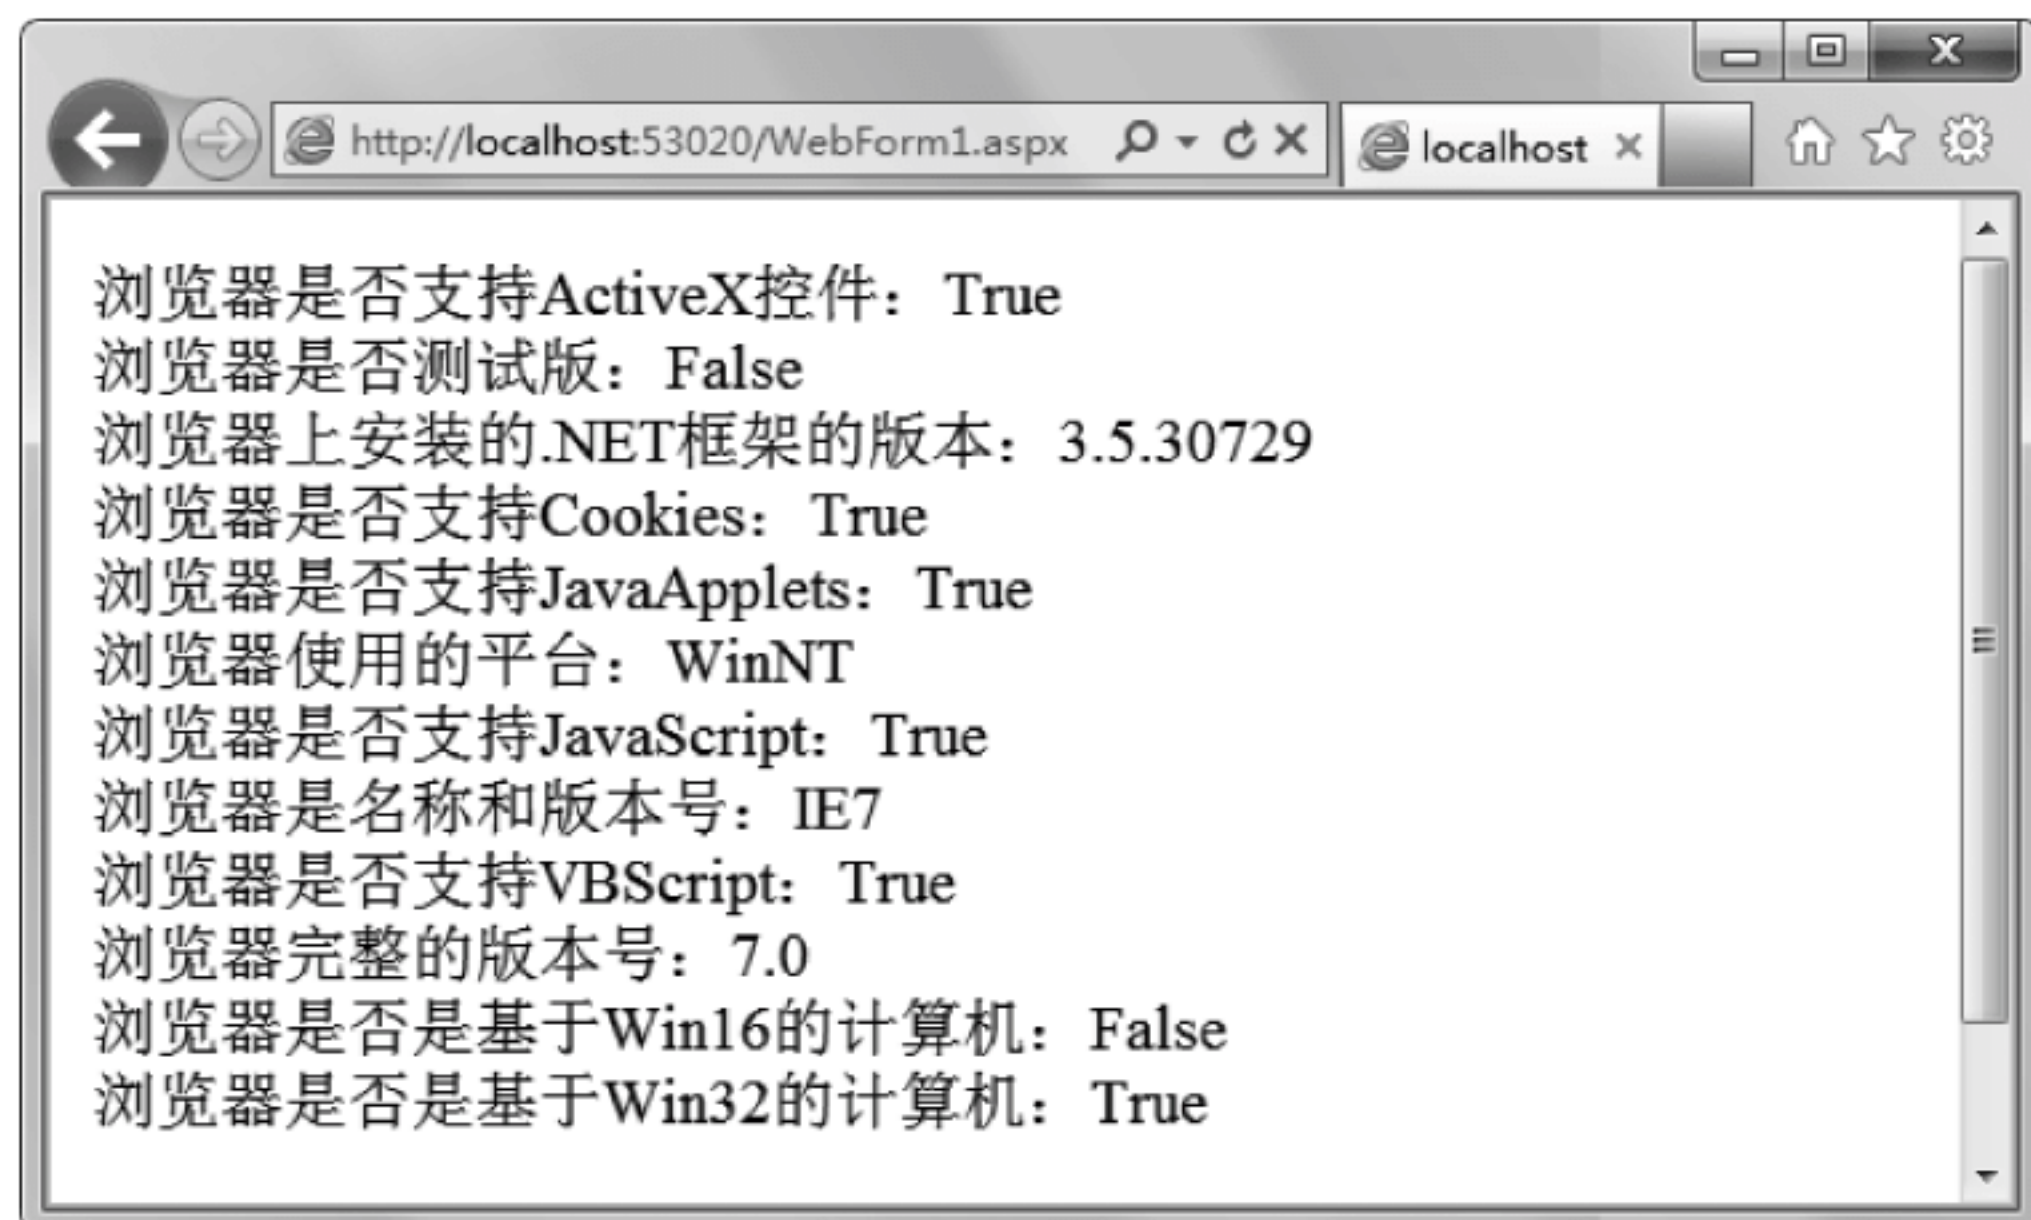 http://localhost:53020/WebForm1.aspx
localhost
浏览器是否支持ActiveX控件：True
浏览器是否测试版：False
浏览器上安装的.NET框架的版本：3.5.30729
浏览器是否支持Cookies：True
浏览器是否支持JavaApplets：True
浏览器使用的平台：WinNT
浏览器是否支持JavaScript：True
浏览器是名称和版本号：IE7
浏览器是否支持VBScript：True
浏览器完整的版本号：7.0
浏览器是否是基于Win16的计算机：False
浏览器是否是基于Win32的计算机：True